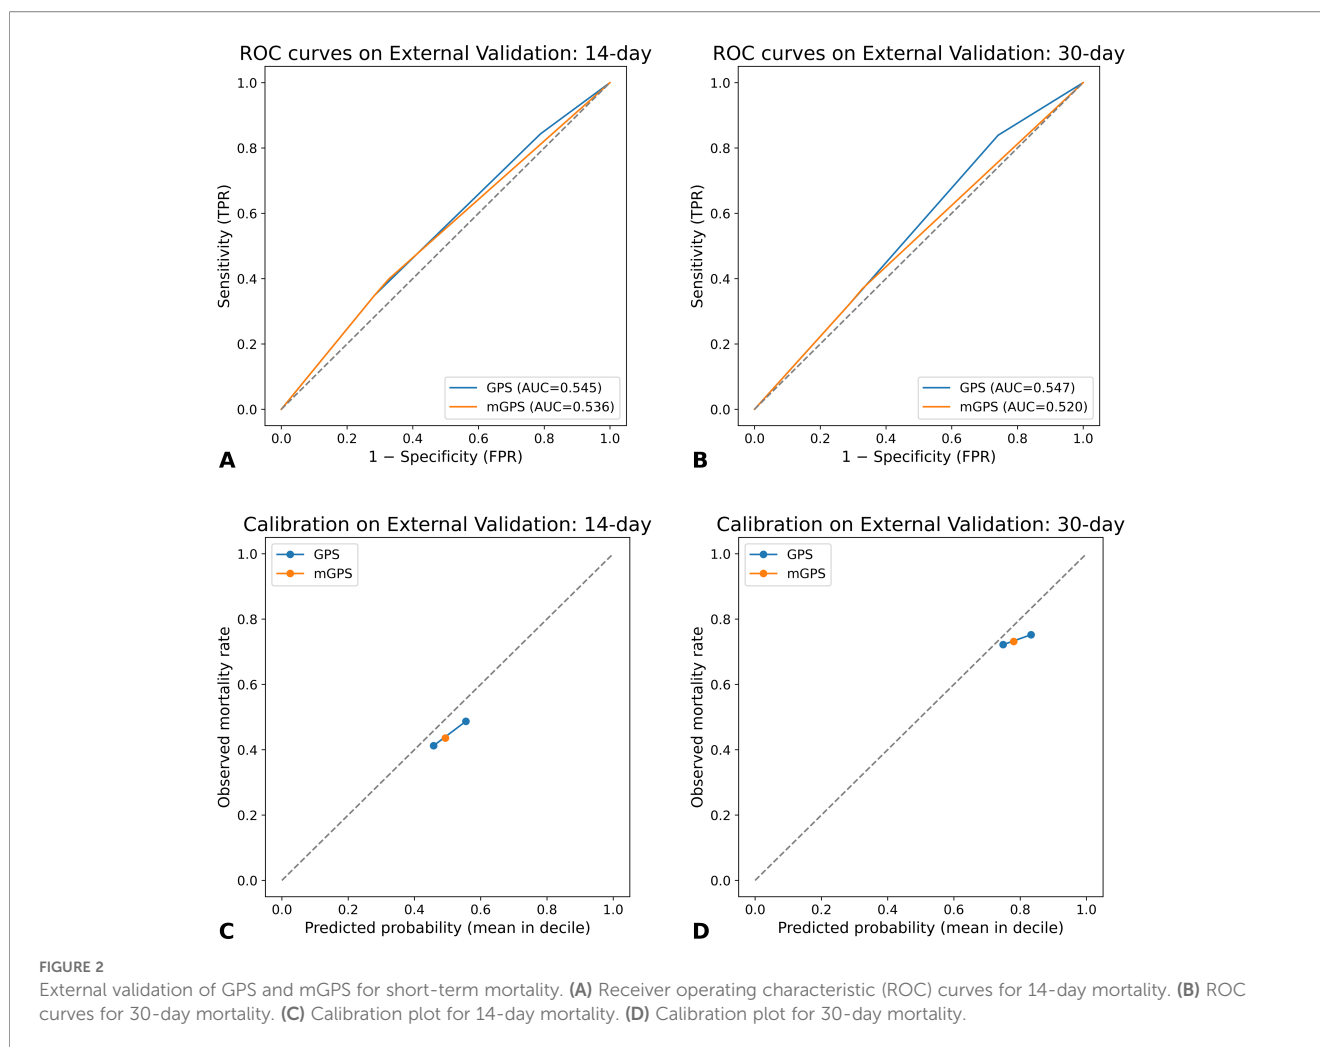 ROC curves on External Validation: 14-day
1.0
0.8
0.6
0.4
0.2
0.0
Sensitivity (TPR)
GPS (AUC=0.545)
mGPS (AUC=0.536)
0.0 0.2 0.4 0.6 0.8 1.0
1 − Specificity (FPR)
A
ROC curves on External Validation: 30-day
1.0
0.8
0.6
0.4
0.2
0.0
Sensitivity (TPR)
GPS (AUC=0.547)
mGPS (AUC=0.520)
0.0 0.2 0.4 0.6 0.8 1.0
1 − Specificity (FPR)
B
Calibration on External Validation: 14-day
GPS
mGPS
1.0
0.8
0.6
0.4
0.2
0.0
Observed mortality rate
0.0 0.2 0.4 0.6 0.8 1.0
Predicted probability (mean in decile)
C
Calibration on External Validation: 30-day
GPS
mGPS
1.0
0.8
0.6
0.4
0.2
0.0
Observed mortality rate
0.0 0.2 0.4 0.6 0.8 1.0
Predicted probability (mean in decile)
D
FIGURE 2
External validation of GPS and mGPS for short-term mortality. (A) Receiver operating characteristic (ROC) curves for 14-day mortality. (B) ROC
curves for 30-day mortality. (C) Calibration plot for 14-day mortality. (D) Calibration plot for 30-day mortality.